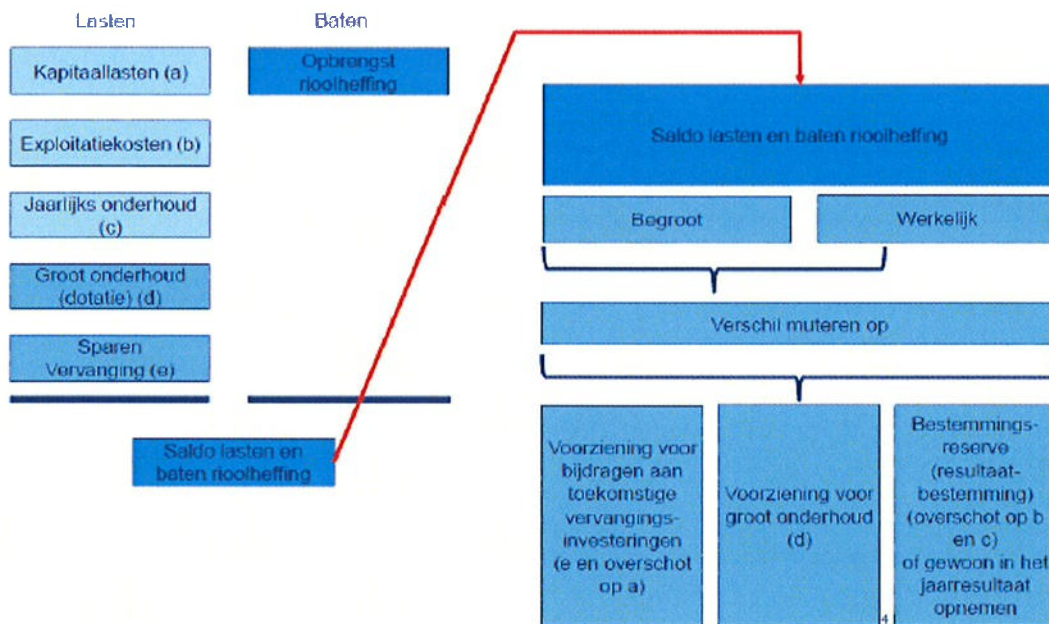 Lasten
Baten
Kapitaallasten (a)
Opbrengst
rioolheffing
Exploitatiekosten (b)
Jaarlijks onderhoud
(c)
Groot onderhoud
(dotatie) (d)
Sparen
Vervanging (e)
Saldo lasten en
baten rioolheffing
Saldo lasten en baten rioolheffing
Begroot
Werkelijk
Verschil muteren op
Voorziening voor
bijdragen aan
toekomstige
vervangings-
investeringen
(e en overschot
op a)
Voorziening voor
groot onderhoud
(d)
Bestemmings-
reserve
(resultaat-
bestemming)
(overschot op b
en c)
of gewoon in het
jaarresultaat
opnemen
4